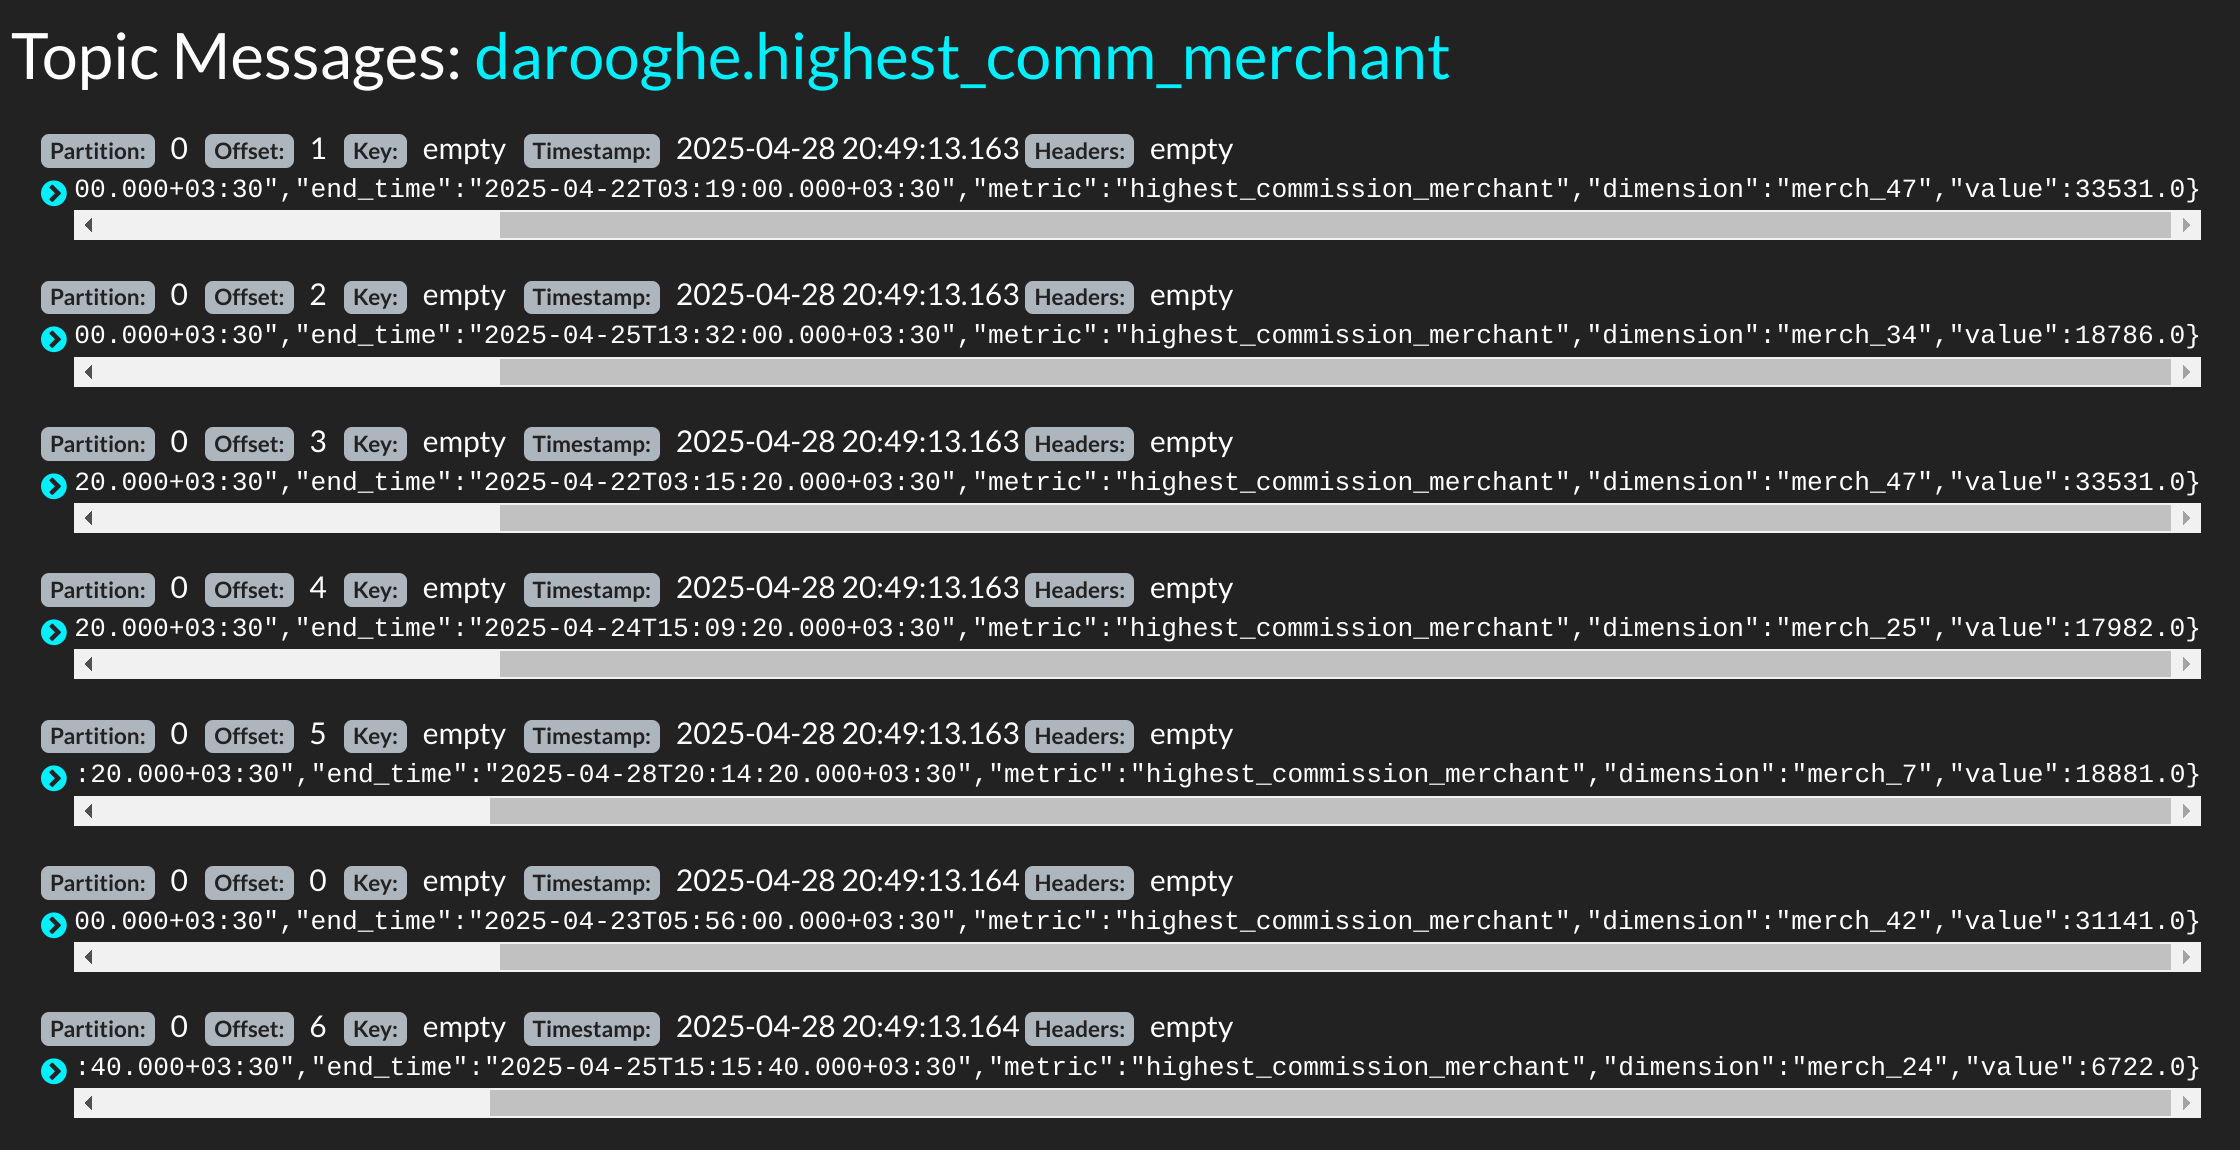 Topic Messages: darooghe.highest_comm_merchant
Partition: 0 Offset: 1 Key: empty Timestamp: 2025-04-28 20:49:13.163 Headers: empty
00.000+03:30","end_time":"2025-04-22T03:19:00.000+03:30","metric":"highest_commission_merchant","dimension":"merch_47","value":33531.0}
Partition: 0 Offset: 2 Key: empty Timestamp: 2025-04-28 20:49:13.163 Headers: empty
00.000+03:30","end_time":"2025-04-25T13:32:00.000+03:30","metric":"highest_commission_merchant","dimension":"merch_34","value":18786.0}
Partition: 0 Offset: 3 Key: empty Timestamp: 2025-04-28 20:49:13.163 Headers: empty
20.000+03:30","end_time":"2025-04-22T03:15:20.000+03:30","metric":"highest_commission_merchant","dimension":"merch_47","value":33531.0}
Partition: 0 Offset: 4 Key: empty Timestamp: 2025-04-28 20:49:13.163 Headers: empty
20.000+03:30","end_time":"2025-04-24T15:09:20.000+03:30","metric":"highest_commission_merchant","dimension":"merch_25","value":17982.0}
Partition: 0 Offset: 5 Key: empty Timestamp: 2025-04-28 20:49:13.163 Headers: empty
:20.000+03:30","end_time":"2025-04-28T20:14:20.000+03:30","metric":"highest_commission_merchant","dimension":"merch_7","value":18881.0}
Partition: 0 Offset: 0 Key: empty Timestamp: 2025-04-28 20:49:13.164 Headers: empty
00.000+03:30","end_time":"2025-04-23T05:56:00.000+03:30","metric":"highest_commission_merchant","dimension":"merch_42","value":31141.0}
Partition: 0 Offset: 6 Key: empty Timestamp: 2025-04-28 20:49:13.164 Headers: empty
:40.000+03:30","end_time":"2025-04-25T15:15:40.000+03:30","metric":"highest_commission_merchant","dimension":"merch_24","value":6722.0}